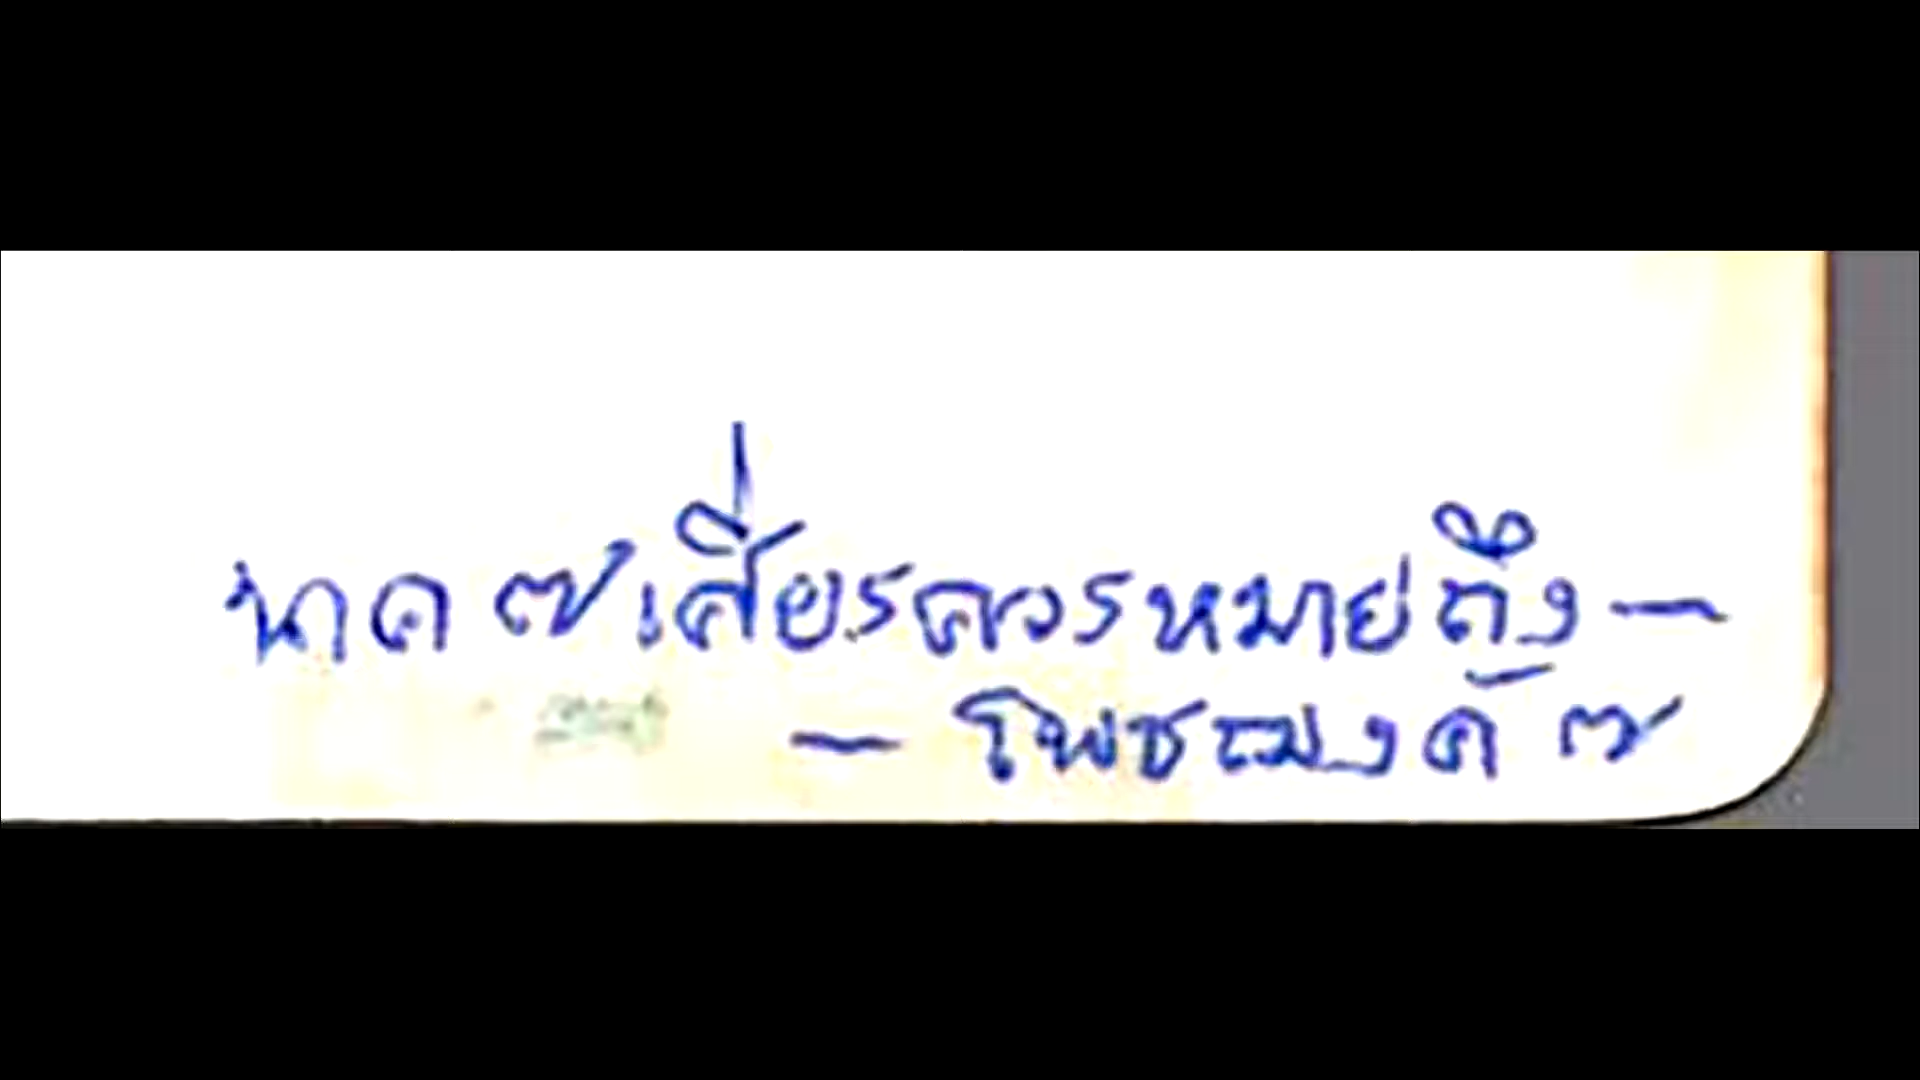 นาค ๗ เศียรควรหมายถึง —
— โพชฌงค์ ๗